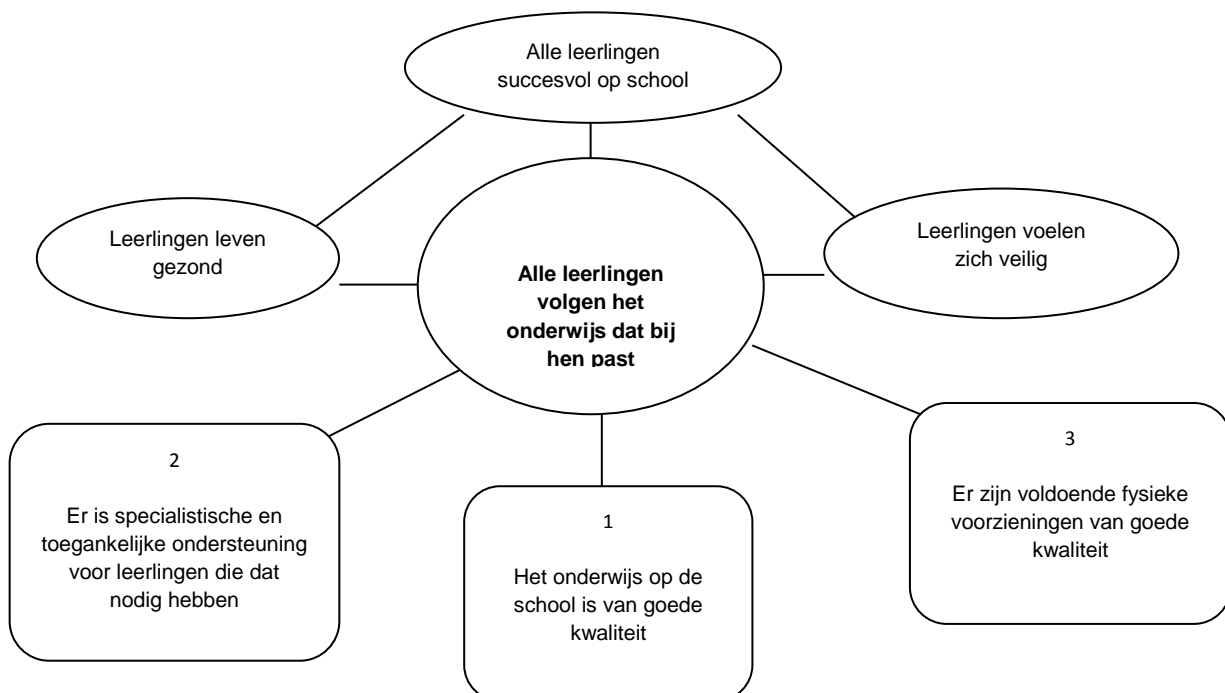 Alle leerlingen
succesvol op school
Leerlingen leven
gezond
Alle leerlingen
volgen het
onderwijs dat bij
hen past
Leerlingen voelen
zich veilig
2
Er is specialistische en
toegankelijke ondersteuning
voor leerlingen die dat
nodig hebben
1
Het onderwijs op de
school is van goede
kwaliteit
3
Er zijn voldoende fysieke
voorzieningen van goede
kwaliteit